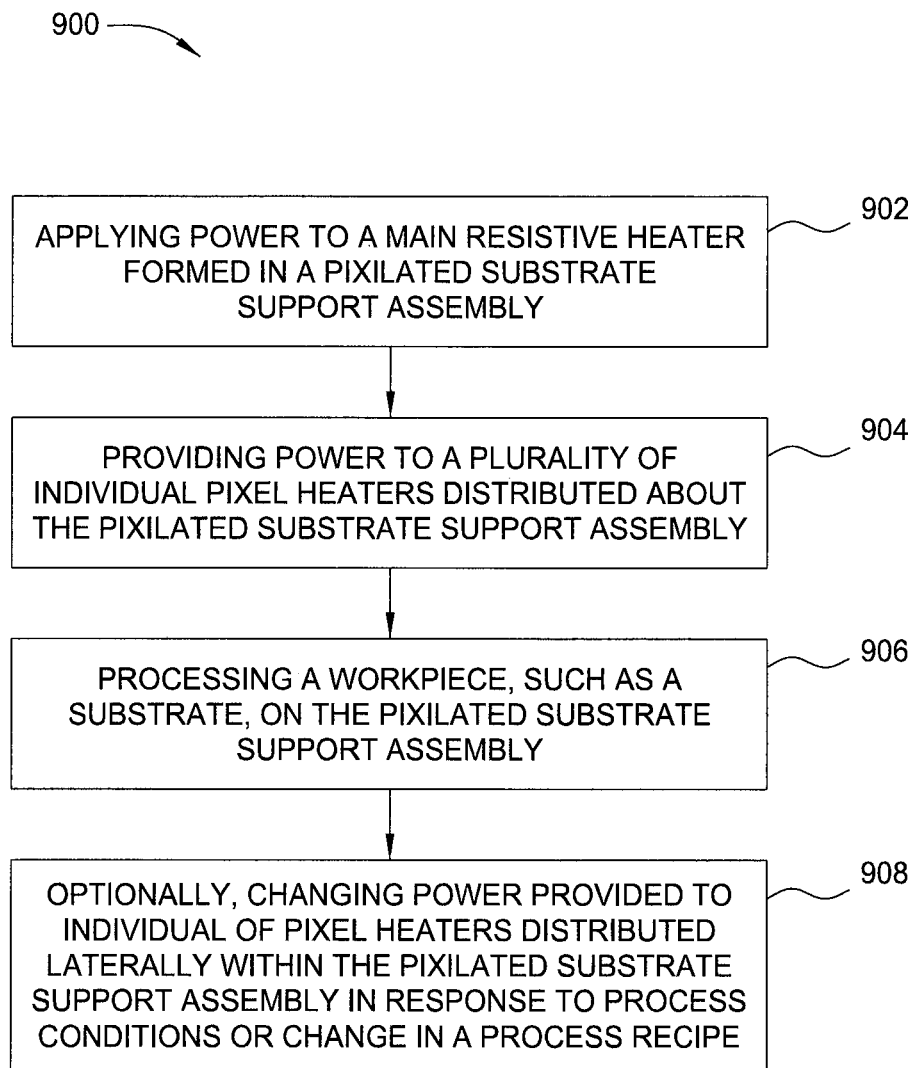 900
902
APPLYING POWER TO A MAIN RESISTIVE HEATER
FORMED IN A PIXILATED SUBSTRATE
SUPPORT ASSEMBLY
904
PROVIDING POWER TO A PLURALITY OF
INDIVIDUAL PIXEL HEATERS DISTRIBUTED ABOUT
THE PIXILATED SUBSTRATE SUPPORT ASSEMBLY
906
PROCESSING A WORKPIECE, SUCH AS A
SUBSTRATE, ON THE PIXILATED SUBSTRATE
SUPPORT ASSEMBLY
908
OPTIONALLY, CHANGING POWER PROVIDED TO
INDIVIDUAL OF PIXEL HEATERS DISTRIBUTED
LATERALLY WITHIN THE PIXILATED SUBSTRATE
SUPPORT ASSEMBLY IN RESPONSE TO PROCESS
CONDITIONS OR CHANGE IN A PROCESS RECIPE